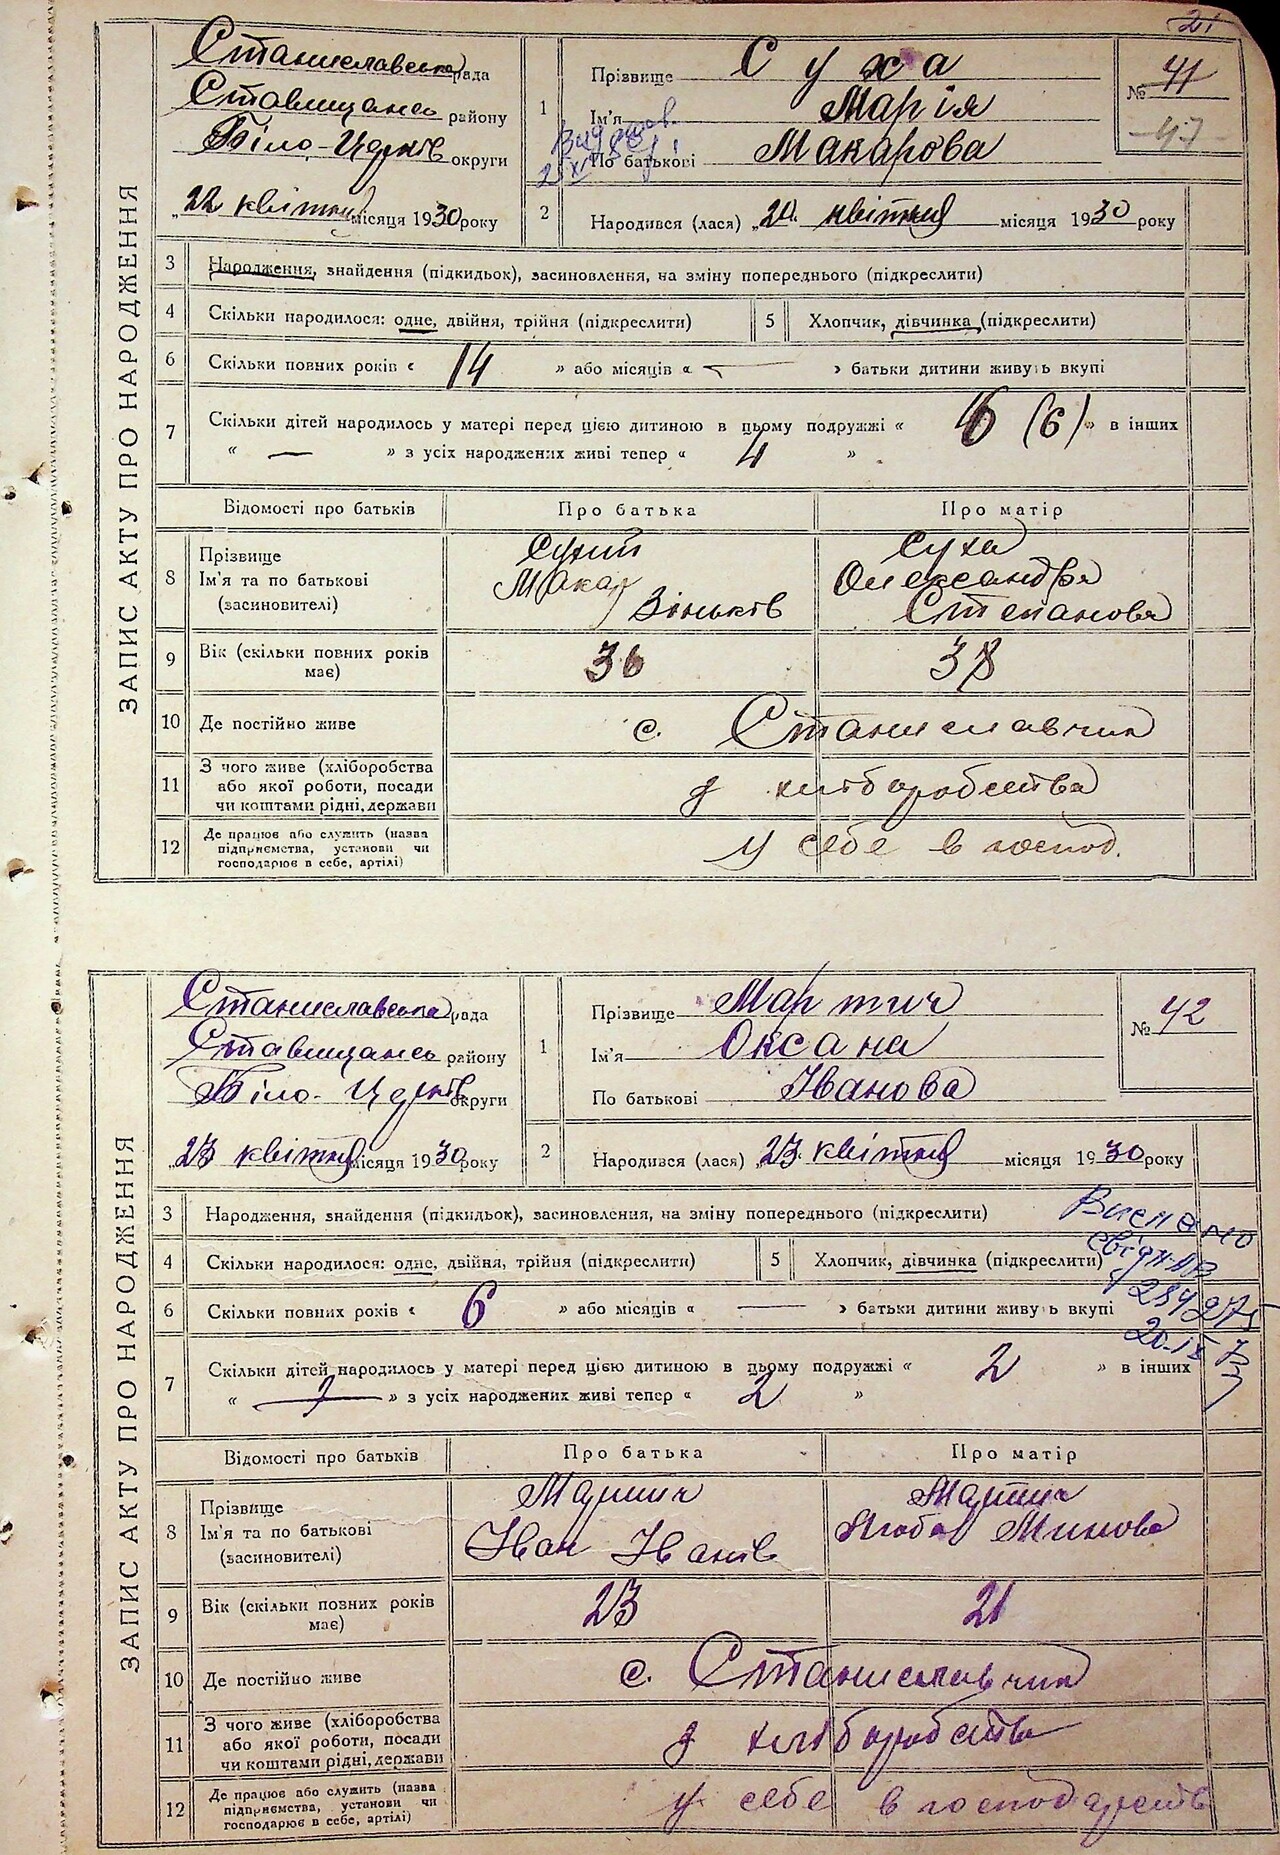 21
ЗАПИС АКТУ ПРО НАРОДЖЕННЯ
Станиславська рада
Ставищансь району
Біло-Церків округи
„22 квітня місяця 1930 року
1 Прізвище Суха
Ім'я Марія
По батькові Макарова
№ 41
47
2 Народився (лася) „20. квітня місяця 1930 року
3 Народження, знайдення (підкидьок), засиновлення, на зміну попереднього (підкреслити)
4 Скільки народилося: одне, двійня, трійня (підкреслити) 5 Хлопчик, дівчинка (підкреслити)
6 Скільки повних років « 14 » або місяців « — » батьки дитини живуть вкупі
7 Скільки дітей народилось у матері перед цією дитиною в цьому подружжі « 6 (6) » в інших
« — » з усіх народжених живі тепер « 4 »
Відомості про батьків Про батька Про матір
8 Прізвище Сухий Суха
Ім'я та по батькові Макар Олександра
(засиновителі) Зіньків Степанова
9 Вік (скільки повних років має) 36 38
10 Де постійно живе с. Станиславчик
11 З чого живе (хліборобства
або якої роботи, посади
чи коштами рідні, держави
з хліборобства
12 Де працює або служить (назва
підприємства, установи чи
господарює в себе, артілі)
у себе в господ.
ЗАПИС АКТУ ПРО НАРОДЖЕННЯ
Станиславська рада
Ставищансь району
Біло-Церків округи
„23 квітня місяця 1930 року
1 Прізвище Мартич
Ім'я Оксана
По батькові Іванова
№ 42
2 Народився (лася) „23. квітня місяця 1930 року
3 Народження, знайдення (підкидьок), засиновлення, на зміну попереднього (підкреслити)
4 Скільки народилося: одне, двійня, трійня (підкреслити) 5 Хлопчик, дівчинка (підкреслити)
6 Скільки повних років « 6 » або місяців « — » батьки дитини живуть вкупі
7 Скільки дітей народилось у матері перед цією дитиною в цьому подружжі « 2 » в інших
« — » з усіх народжених живі тепер « 2 »
Відомості про батьків Про батька Про матір
8 Прізвище Мартич Мартич
Ім'я та по батькові Іван Іванів Минова
(засиновителі)
9 Вік (скільки повних років має) 23 21
10 Де постійно живе с. Станиславчик
11 З чого живе (хліборобства
або якої роботи, посади
чи коштами рідні, держави
з хліборобства
12 Де працює або служить (назва
підприємства, установи чи
господарює в себе, артілі)
у себе в господарств